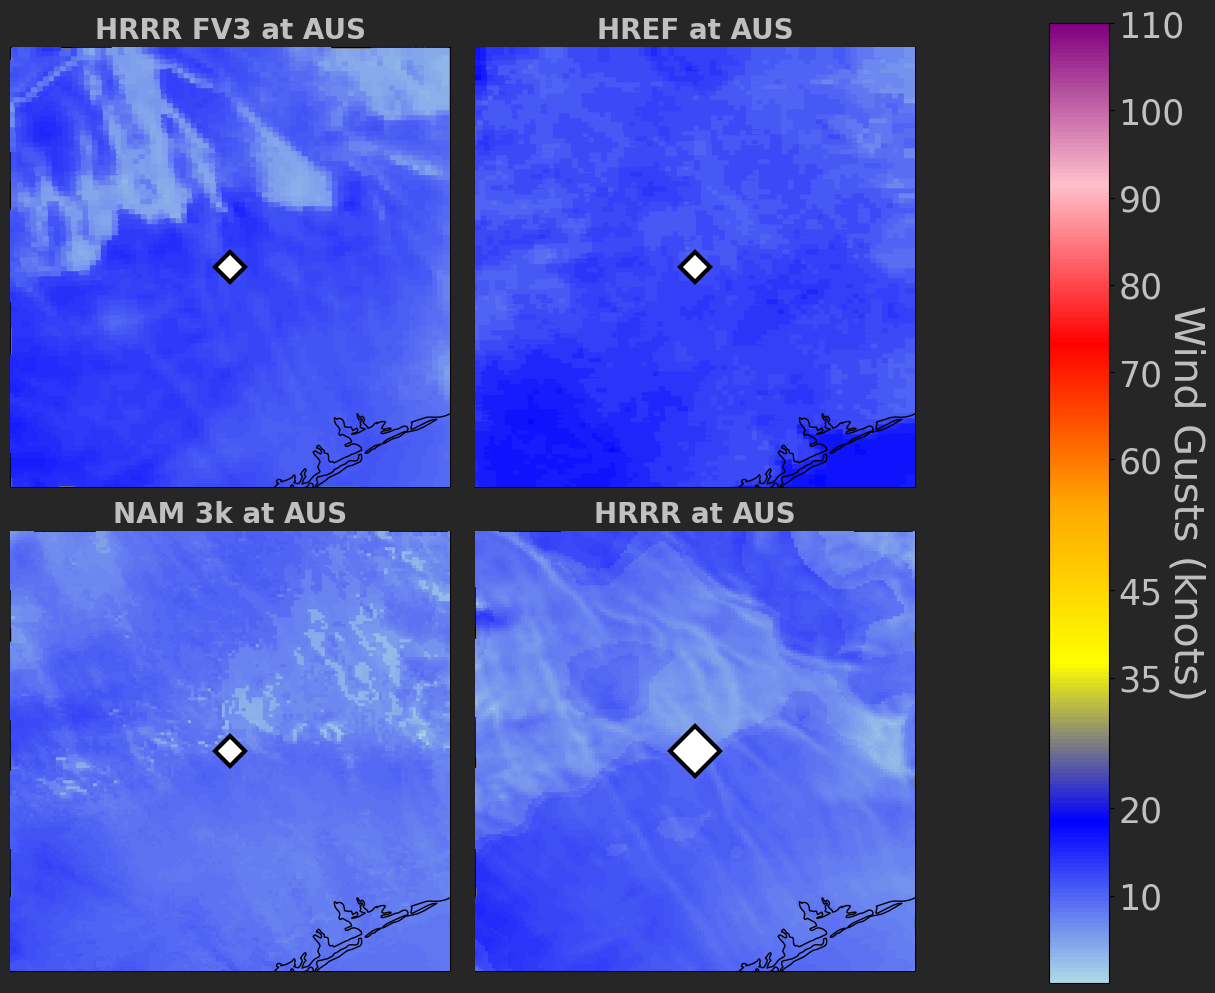 HRRR FV3 at AUS
HREF at AUS
NAM 3k at AUS
HRRR at AUS
110
100
90
80
70
60
45
35
20
10
Wind Gusts (knots)